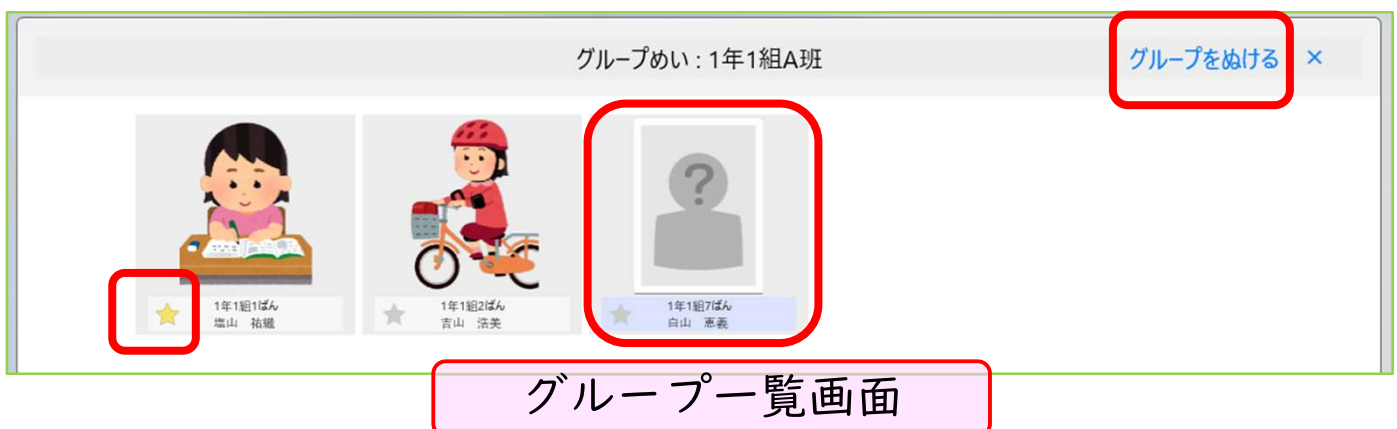 グループめい : 1年1組A班
グループをぬける ×
?
1年1組1ばん
塩山 祐織
1年1組2ばん
吉山 浩美
1年1組7ばん
白山 恵義
グループ一覧画面